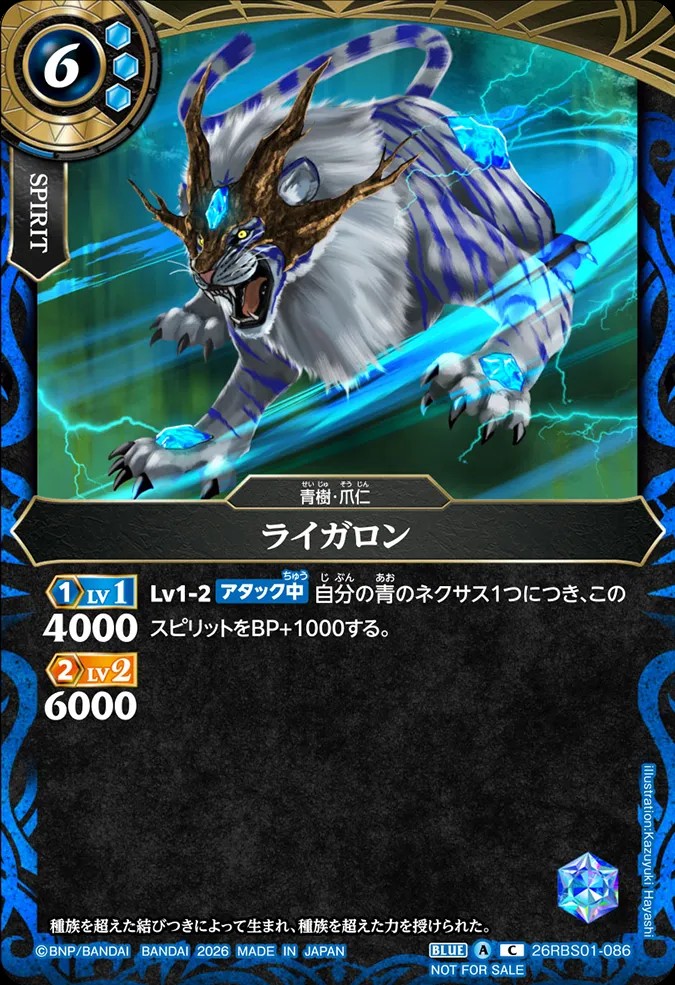 6
SPIRIT
せいじゅ そうじん
青樹・爪仁
ライガロン
1 LV1
4000
2 LV2
6000
ちゅう じぶん あお
Lv1-2 アタック中 自分の青のネクサス1つにつき、この
スピリットをBP+1000する。
Illustration:Kazuyuki Hayashi
種族を超えた結びつきによって生まれ、種族を超えた力を授けられた。
©BNP/BANDAI BANDAI 2026 MADE IN JAPAN
BLUE A C 26RBS01-086
NOT FOR SALE